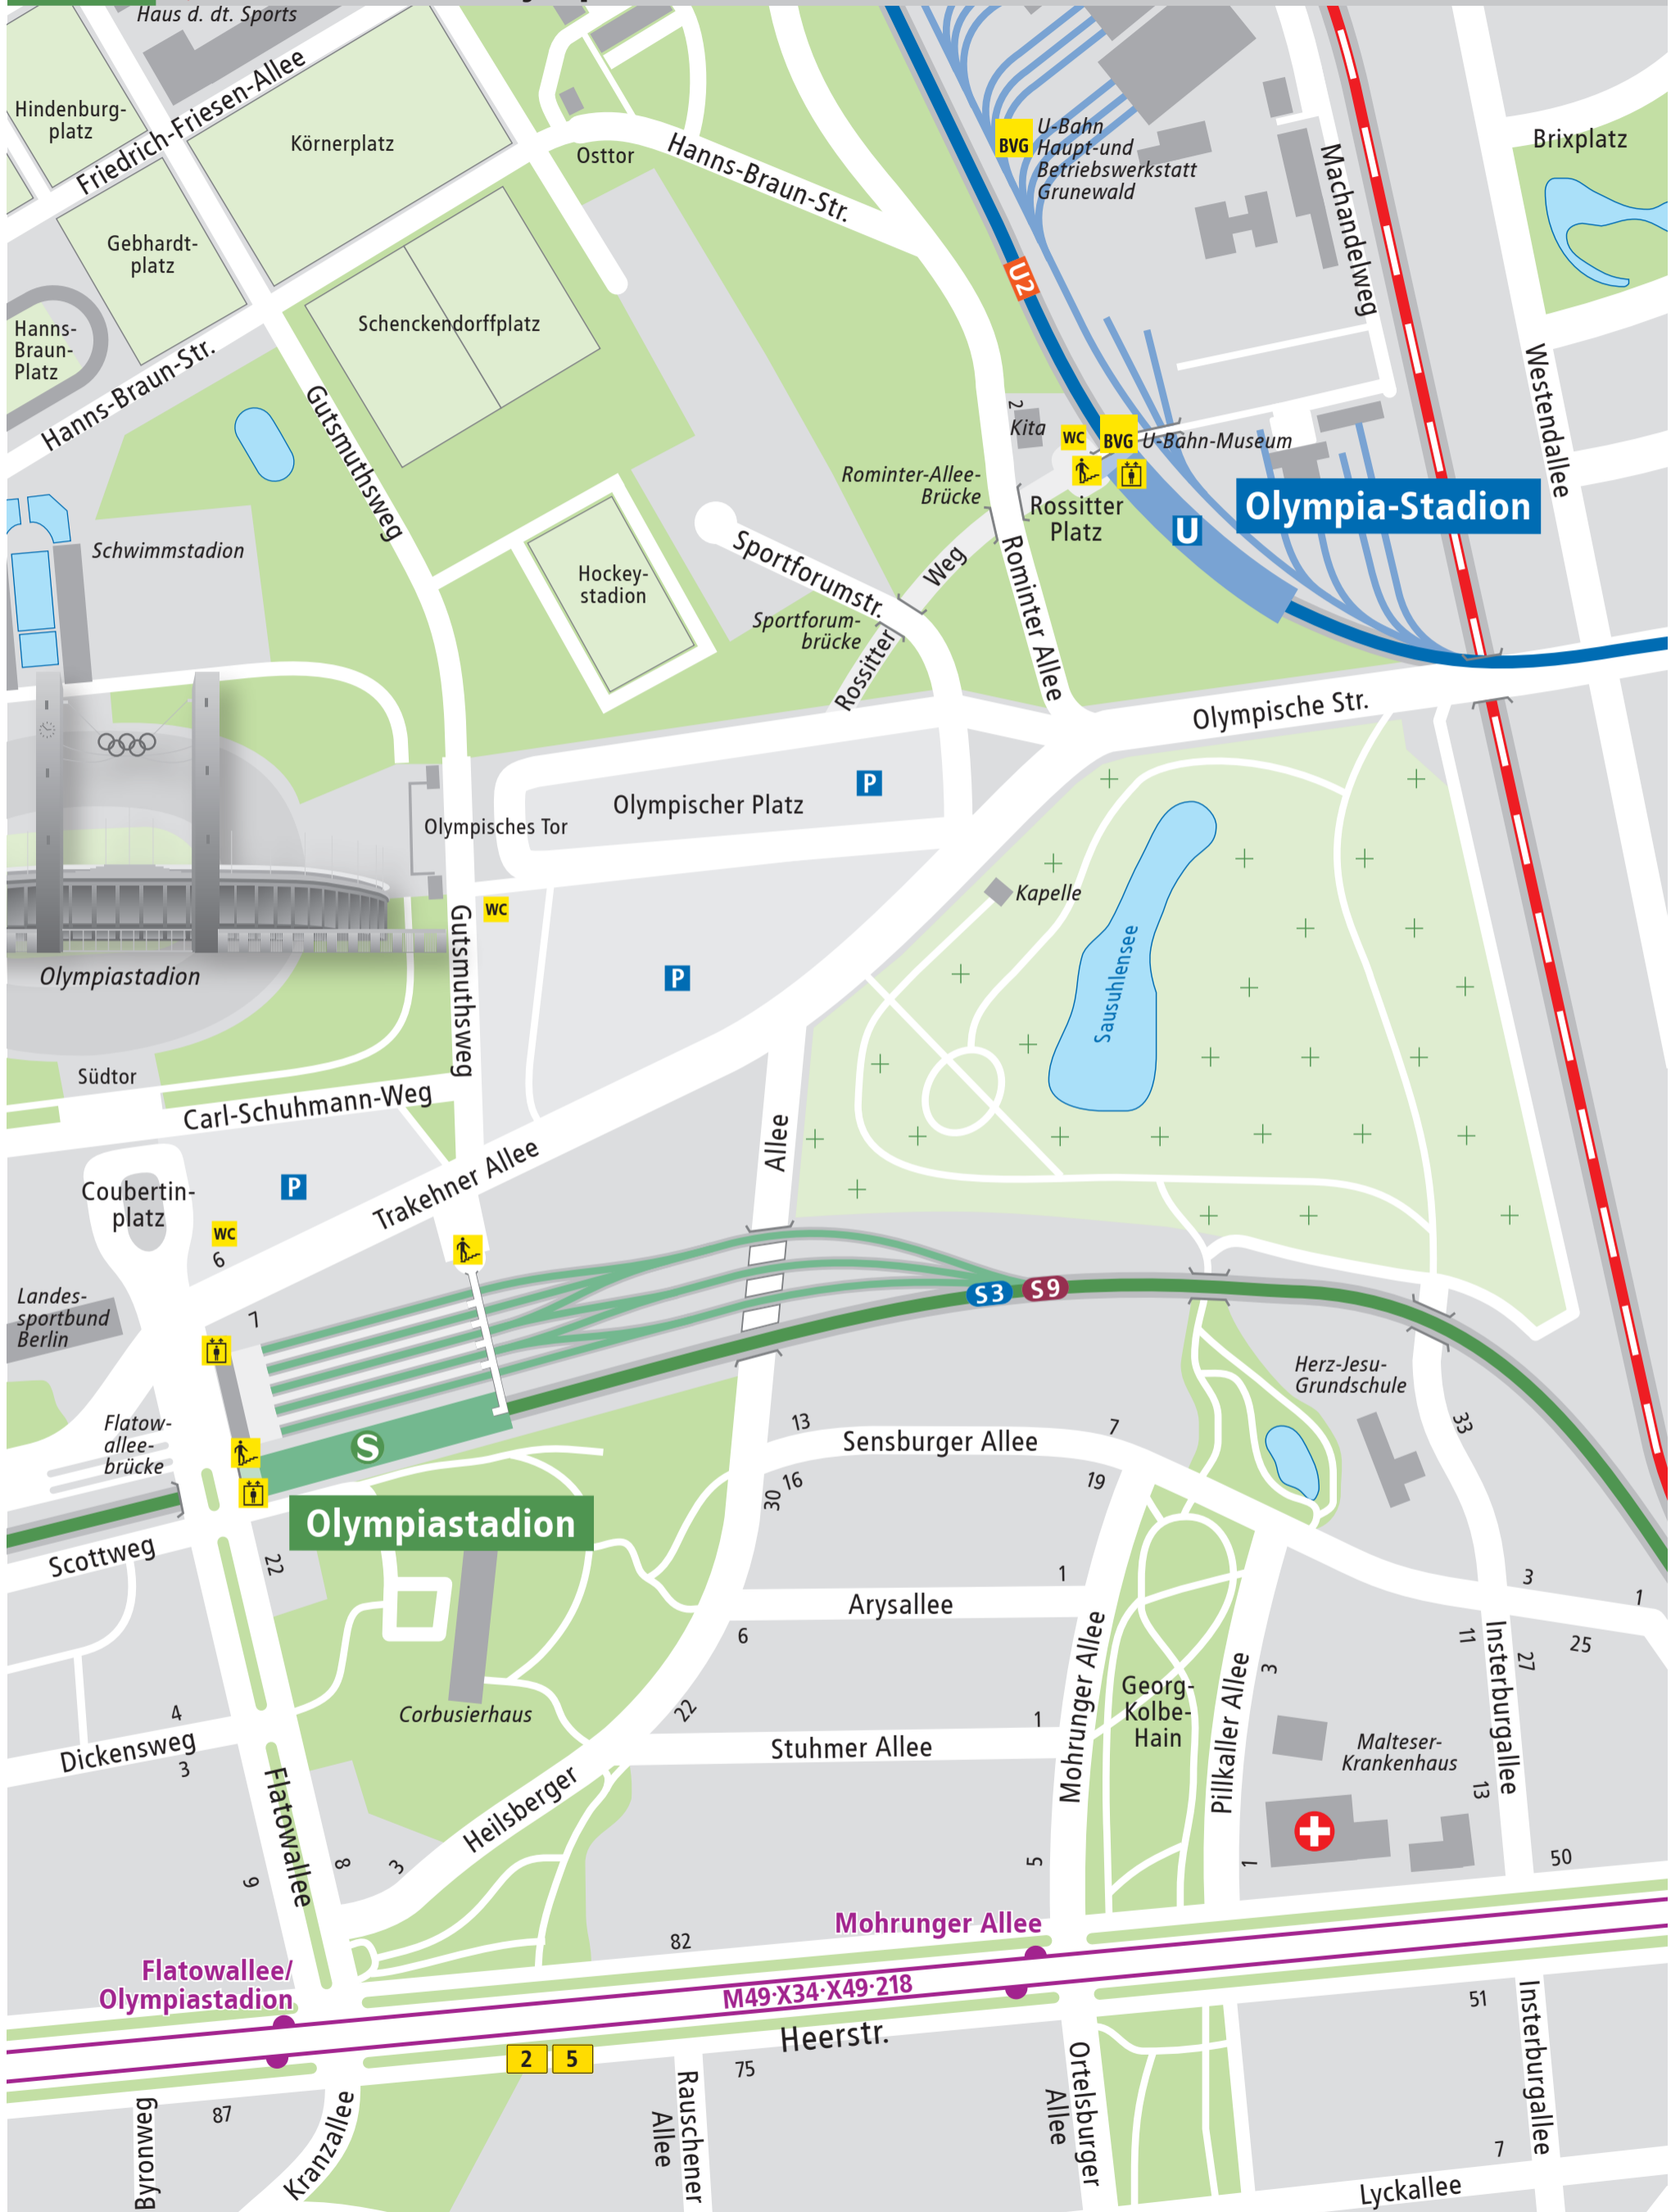 Haus d. dt. Sports
Friedrich-Friesen-Allee
Hindenburg-
platz
Körnerplatz
Osttor
Hanns-Braun-Str.
BVG
U-Bahn
Haupt-und
Betriebswerkstatt
Grunewald
Machandelweg
Brixplatz
Gebhardt-
platz
U2
Hanns-
Braun-
Platz
Schenckendorffplatz
Hanns-Braun-Str.
Gutsmuthsweg
Westendallee
2
Kita
WC
BVG
U-Bahn-Museum
Rominter-Allee-
Brücke
Rossitter
Platz
Olympia-Stadion
U
Schwimmstadion
Hockey-
stadion
Sportforumstr.
Weg
Rominter Allee
Sportforum-
brücke
Rossitter
Olympische Str.
P
Olympischer Platz
Olympisches Tor
Kapelle
WC
Gutsmuthsweg
Sausuhlensee
Olympiastadion
P
Südtor
Carl-Schuhmann-Weg
Allee
Trakehner Allee
Coubertin-
platz
P
WC
6
7
Landes-
sportbund
Berlin
S3
S9
Herz-Jesu-
Grundschule
Flatow-
allee-
brücke
S
13
Sensburger Allee
7
33
16
30
19
Olympiastadion
Scottweg
22
1
Arysallee
3
1
6
11
25
27
Insterburgallee
Mohrunger Allee
Georg-
Kolbe-
Hain
Pillkaller Allee
3
Corbusierhaus
22
4
Dickensweg
3
1
Stuhmer Allee
Malteser-
Krankenhaus
13
Flatowallee
Heilsberger
9
8
3
5
1
50
Mohrunger Allee
82
Flatowallee/
Olympiastadion
M49·X34·X49·218
Heerstr.
2
5
75
51
Insterburgallee
Byronweg
87
Kranzallee
Rauschener
Allee
Ortelsburger
Allee
7
Lyckallee